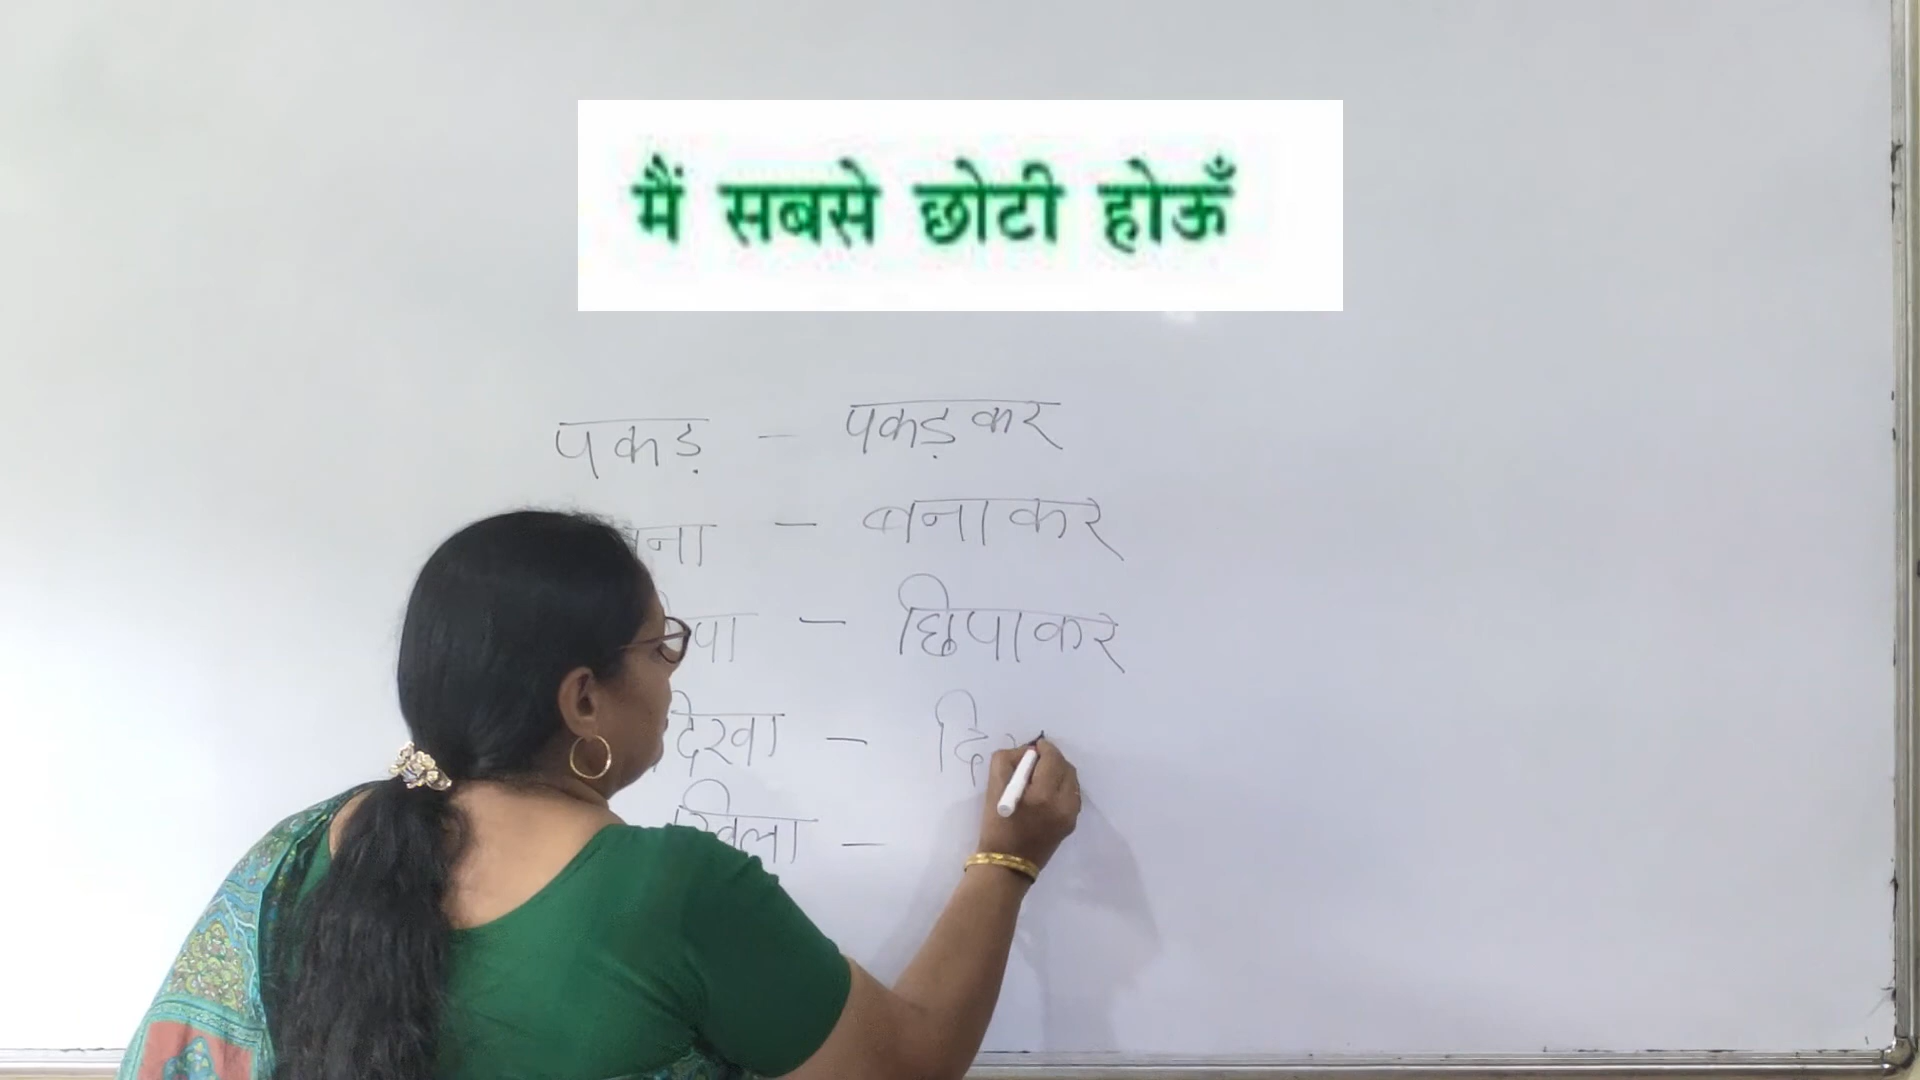 मैं सबसे छोटी होऊँ
पकड़ - पकड़कर
- बनाकर
- छिपाकर
दिखा -
खिला -